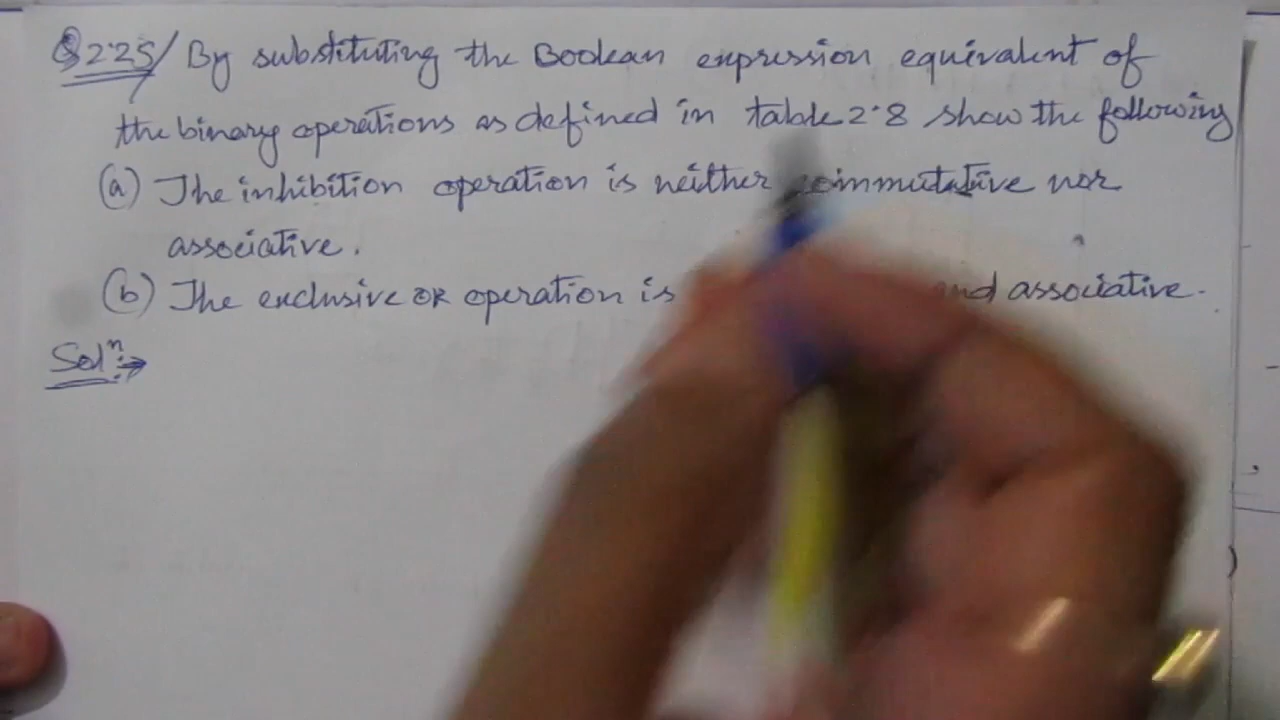 Q2.25/ By substituting the Boolean expression equivalent of
the binary operations as defined in table 2.8 show the following
(a) The inhibition operation is neither commutative nor
associative.
(b) The exclusive OR operation is and associative.
Solⁿ:→